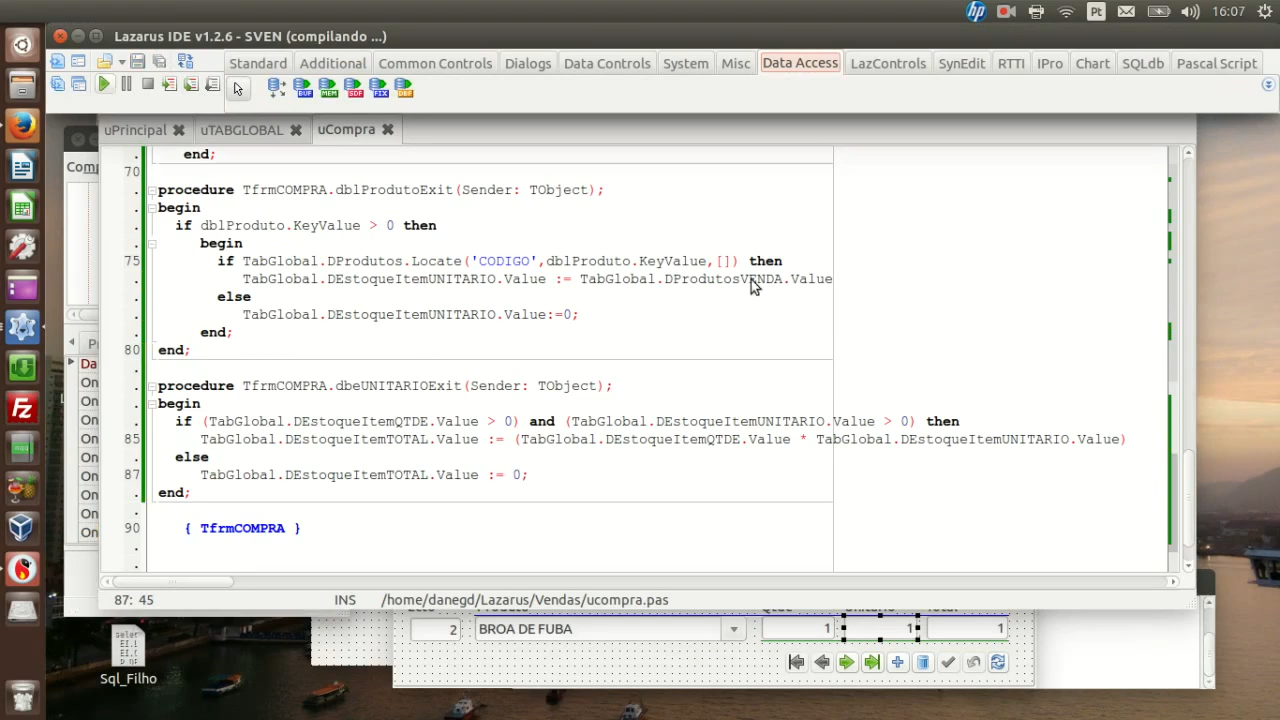 Pt
16:07
Lazarus IDE v1.2.6 - SVEN (compilando ...)
Standard Additional Common Controls Dialogs Data Controls System Misc Data Access LazControls SynEdit RTTI IPro Chart SQLdb Pascal Script
BUF MEM SDF FIX DBF
uPrincipal uTABGLOBAL uCompra
end;
70
procedure TfrmCOMPRA.dblProdutoExit(Sender: TObject);
begin
if dblProduto.KeyValue > 0 then
begin
75 if TabGlobal.DProdutos.Locate('CODIGO',dblProduto.KeyValue,[]) then
TabGlobal.DEstoqueItemUNITARIO.Value := TabGlobal.DProdutosVENDA.Value
else
TabGlobal.DEstoqueItemUNITARIO.Value:=0;
end;
80 end;
procedure TfrmCOMPRA.dbeUNITARIOExit(Sender: TObject);
begin
if (TabGlobal.DEstoqueItemQTDE.Value > 0) and (TabGlobal.DEstoqueItemUNITARIO.Value > 0) then
85 TabGlobal.DEstoqueItemTOTAL.Value := (TabGlobal.DEstoqueItemQTDE.Value * TabGlobal.DEstoqueItemUNITARIO.Value)
else
87 TabGlobal.DEstoqueItemTOTAL.Value := 0;
end;
90 { TfrmCOMPRA }
87: 45 INS /home/danegd/Lazarus/Vendas/ucompra.pas
2 BROA DE FUBA 1 1 1
Sql_Filho